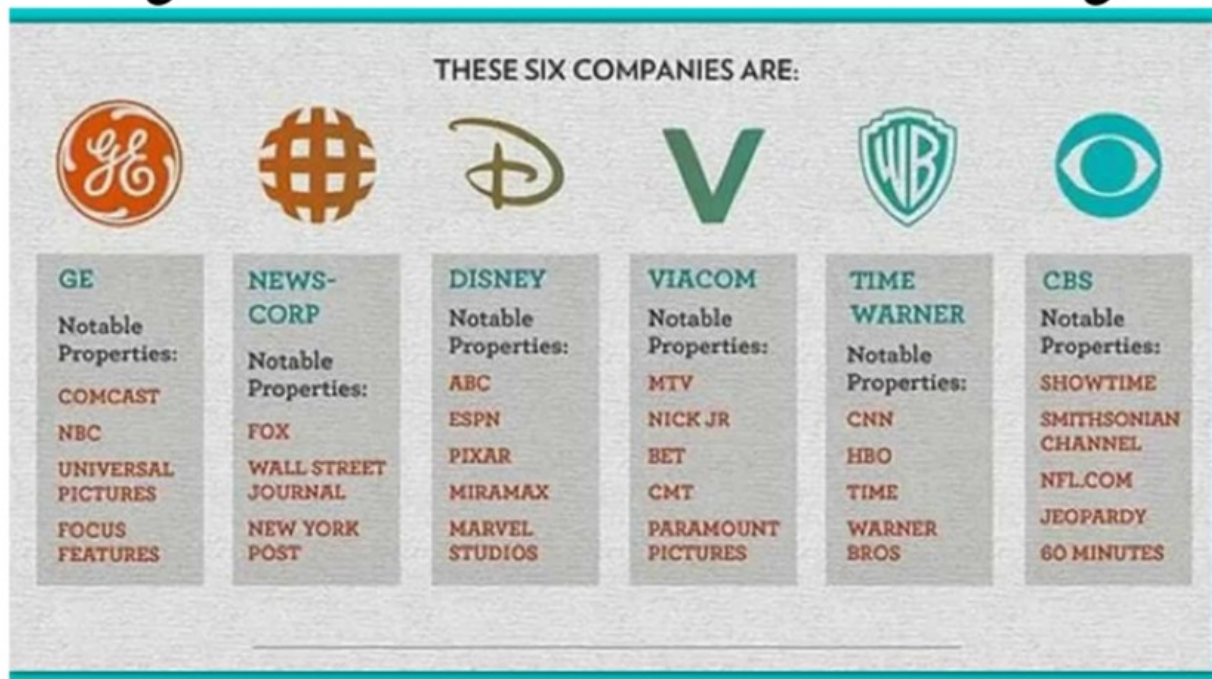 THESE SIX COMPANIES ARE:
GE
WB
GE
Notable
Properties:
COMCAST
NBC
UNIVERSAL
PICTURES
FOCUS
FEATURES
NEWS-
CORP
Notable
Properties:
FOX
WALL STREET
JOURNAL
NEW YORK
POST
DISNEY
Notable
Properties:
ABC
ESPN
PIXAR
MIRAMAX
MARVEL
STUDIOS
VIACOM
Notable
Properties:
MTV
NICK JR
BET
CMT
PARAMOUNT
PICTURES
TIME
WARNER
Notable
Properties:
CNN
HBO
TIME
WARNER
BROS
CBS
Notable
Properties:
SHOWTIME
SMITHSONIAN
CHANNEL
NFL.COM
JEOPARDY
60 MINUTES